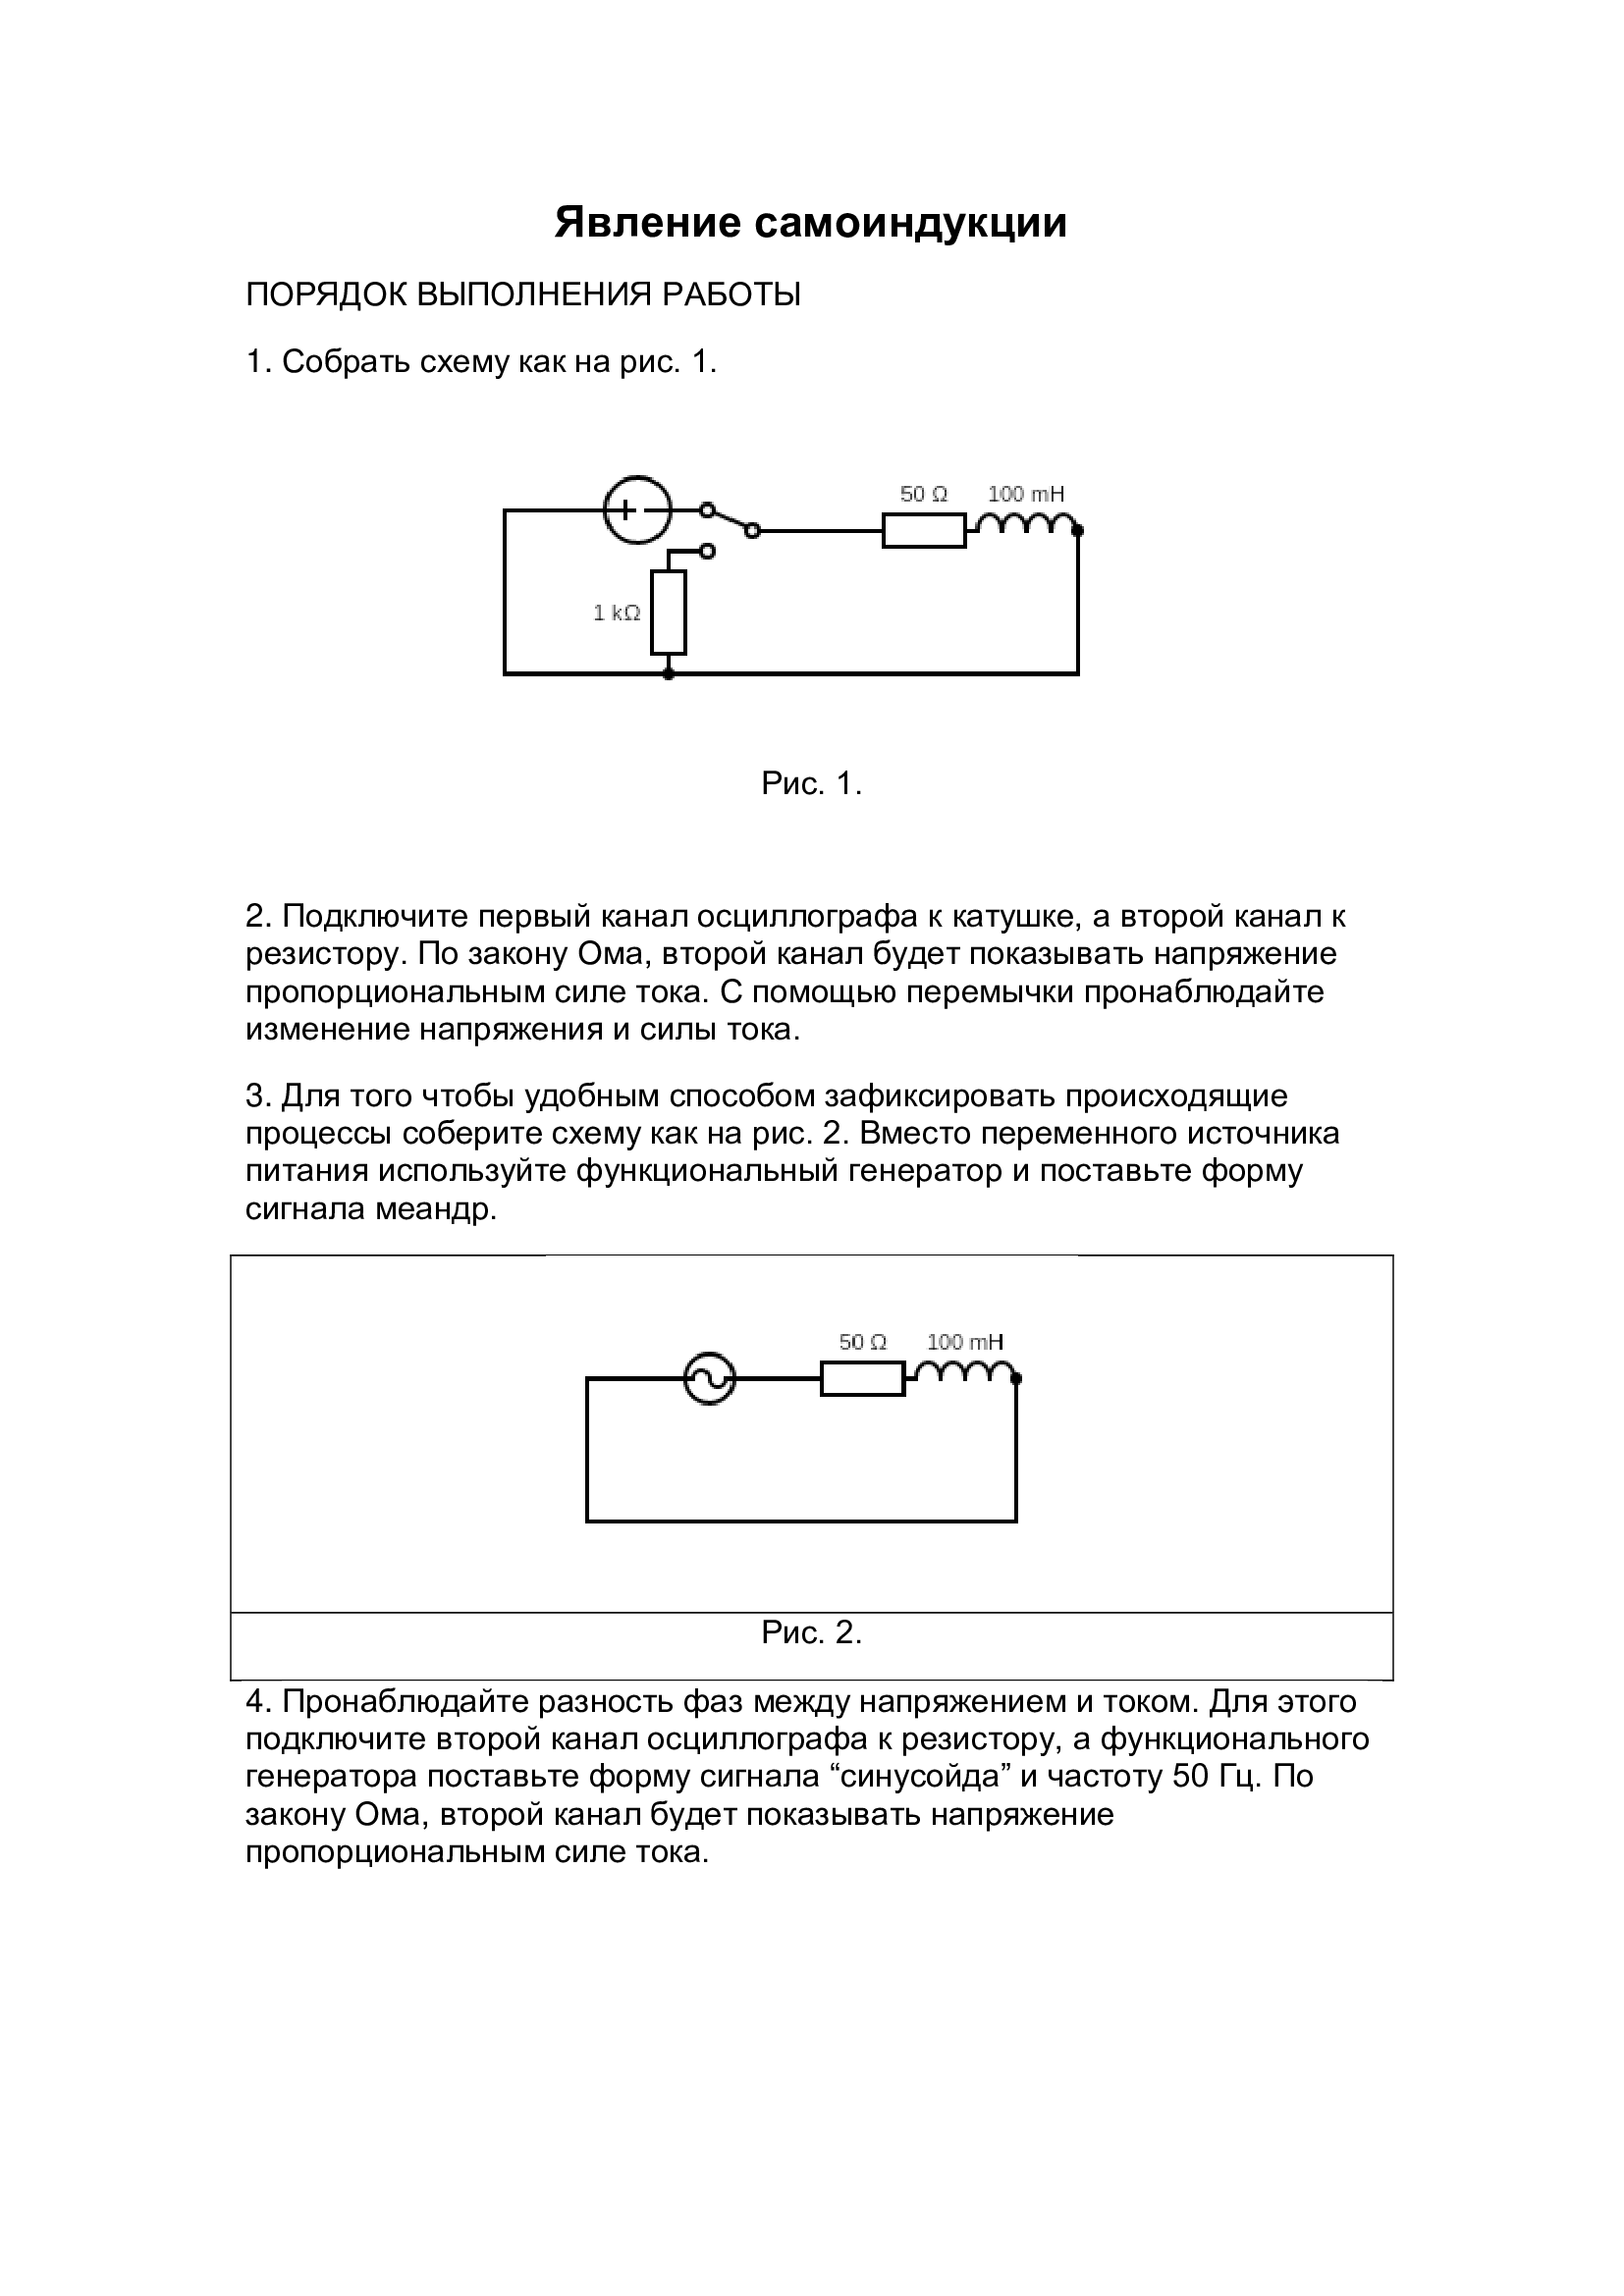 Явление самоиндукции
ПОРЯДОК ВЫПОЛНЕНИЯ РАБОТЫ
1. Собрать схему как на рис. 1.
50 Ω 100 mH
1 kΩ
Рис. 1.
2. Подключите первый канал осциллографа к катушке, а второй канал к
резистору. По закону Ома, второй канал будет показывать напряжение
пропорциональным силе тока. С помощью перемычки пронаблюдайте
изменение напряжения и силы тока.
3. Для того чтобы удобным способом зафиксировать происходящие
процессы соберите схему как на рис. 2. Вместо переменного источника
питания используйте функциональный генератор и поставьте форму
сигнала меандр.
50 Ω 100 mH
Рис. 2.
4. Пронаблюдайте разность фаз между напряжением и током. Для этого
подключите второй канал осциллографа к резистору, а функционального
генератора поставьте форму сигнала “синусойда” и частоту 50 Гц. По
закону Ома, второй канал будет показывать напряжение
пропорциональным силе тока.